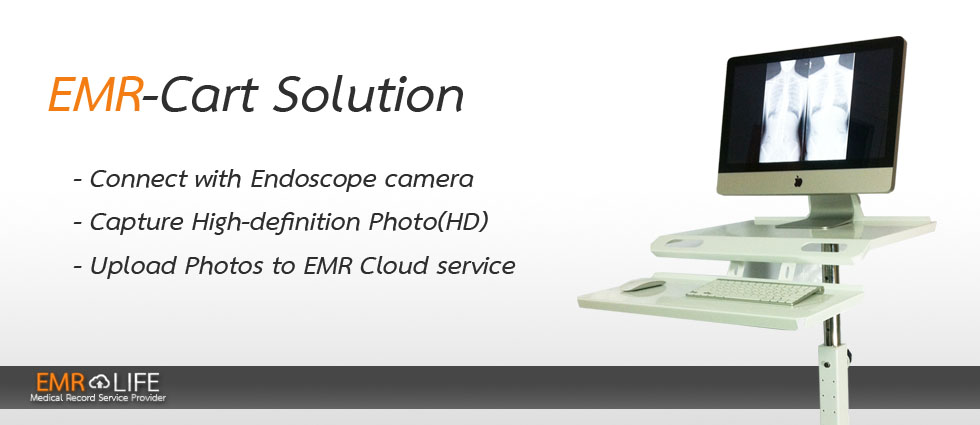 EMR-Cart Solution
- Connect with Endoscope camera
- Capture High-definition Photo(HD)
- Upload Photos to EMR Cloud service
EMR LIFE
Medical Record Service Provider